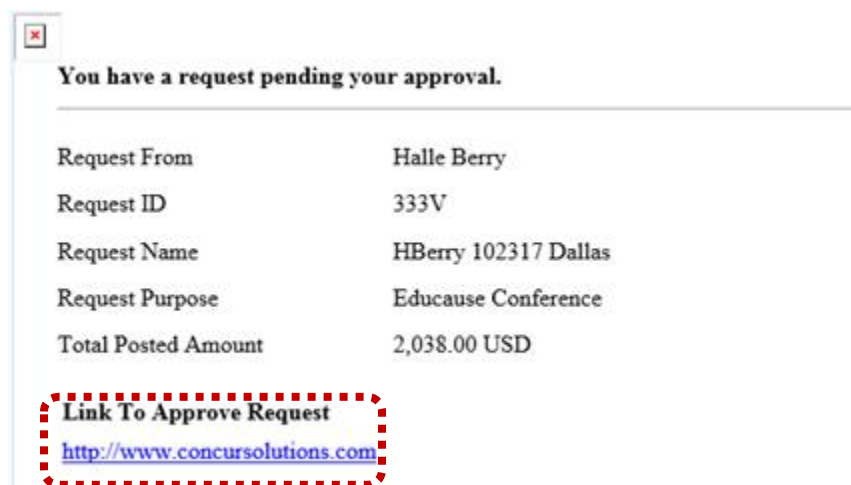 You have a request pending your approval.
Request From Halle Berry
Request ID 333V
Request Name HBerry 102317 Dallas
Request Purpose Educause Conference
Total Posted Amount 2,038.00 USD
Link To Approve Request
http://www.concursolutions.com